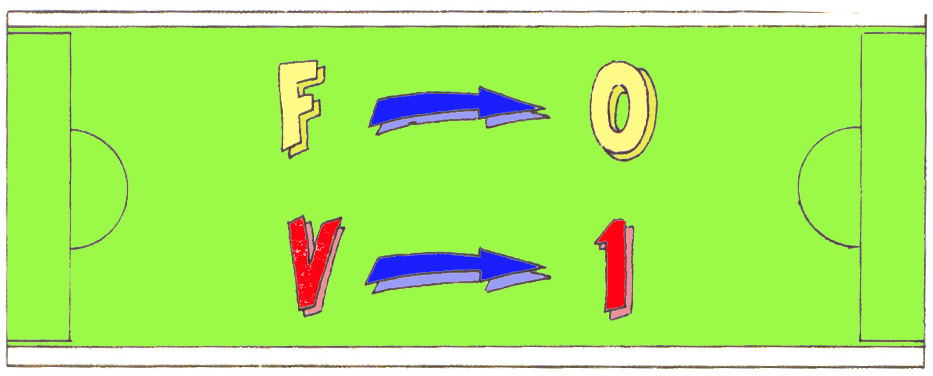 F → 0
V → 1